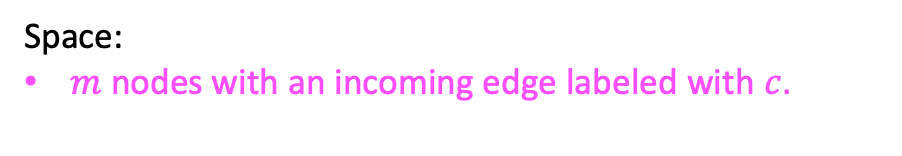 Space:
• m nodes with an incoming edge labeled with c.